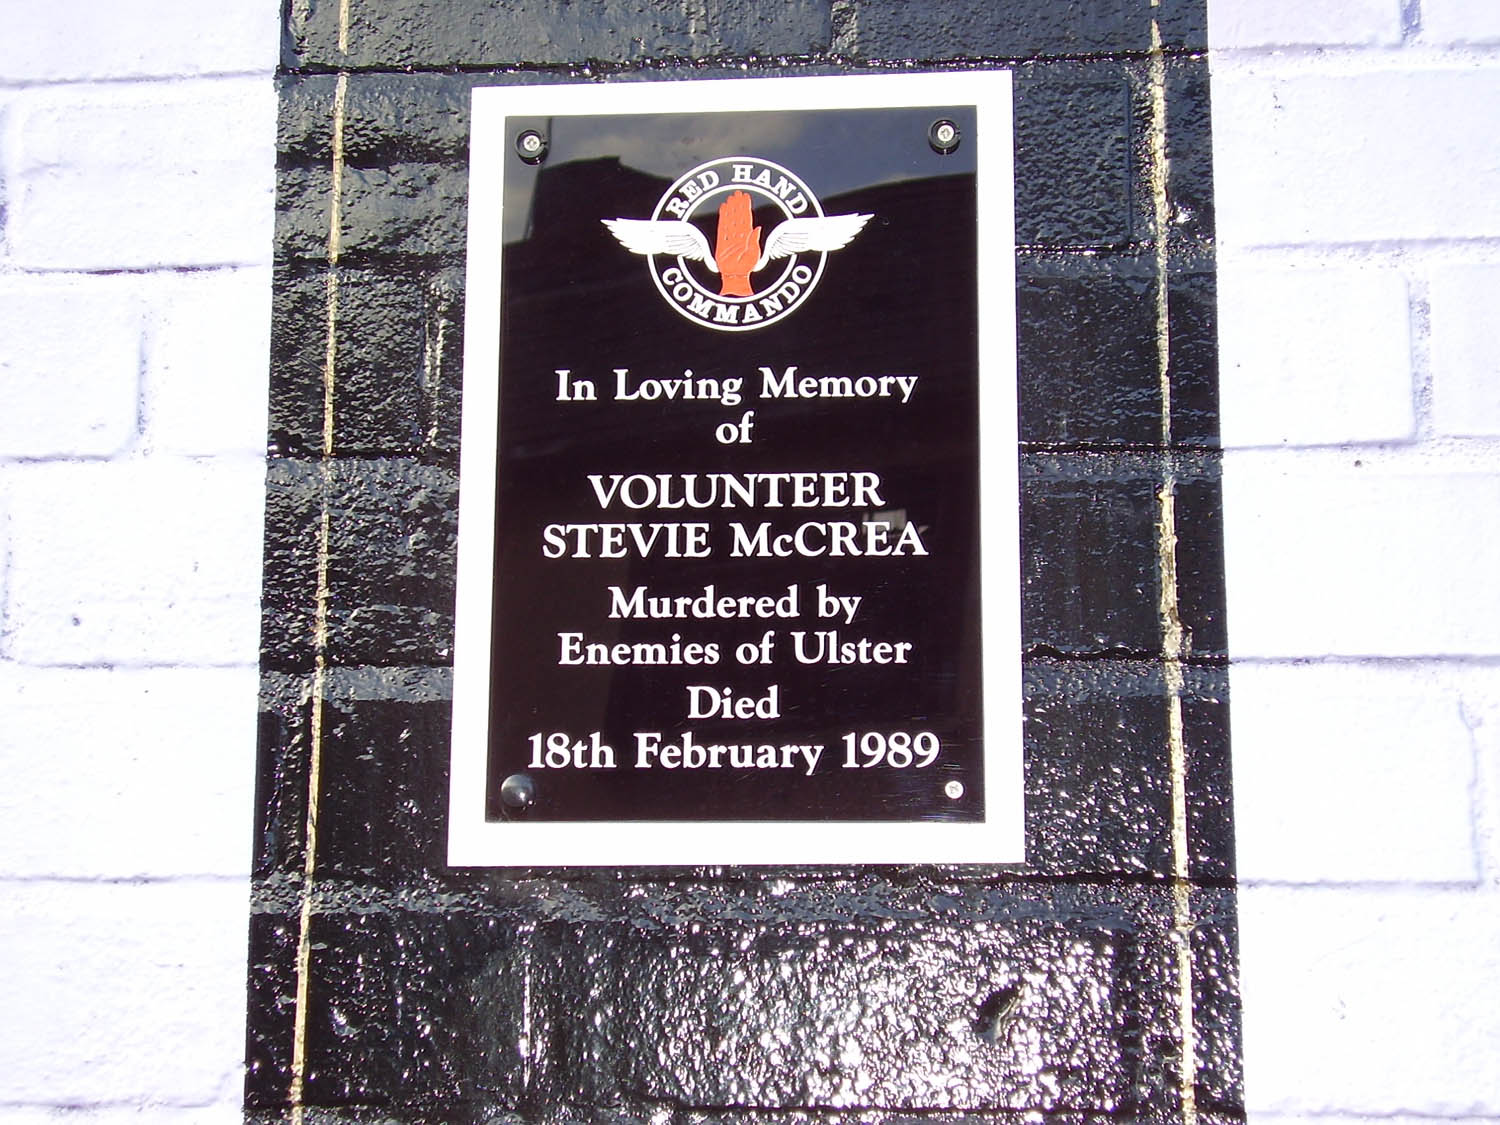 RED HAND
COMMANDO
In Loving Memory
of
VOLUNTEER
STEVIE McCREA
Murdered by
Enemies of Ulster
Died
18th February 1989